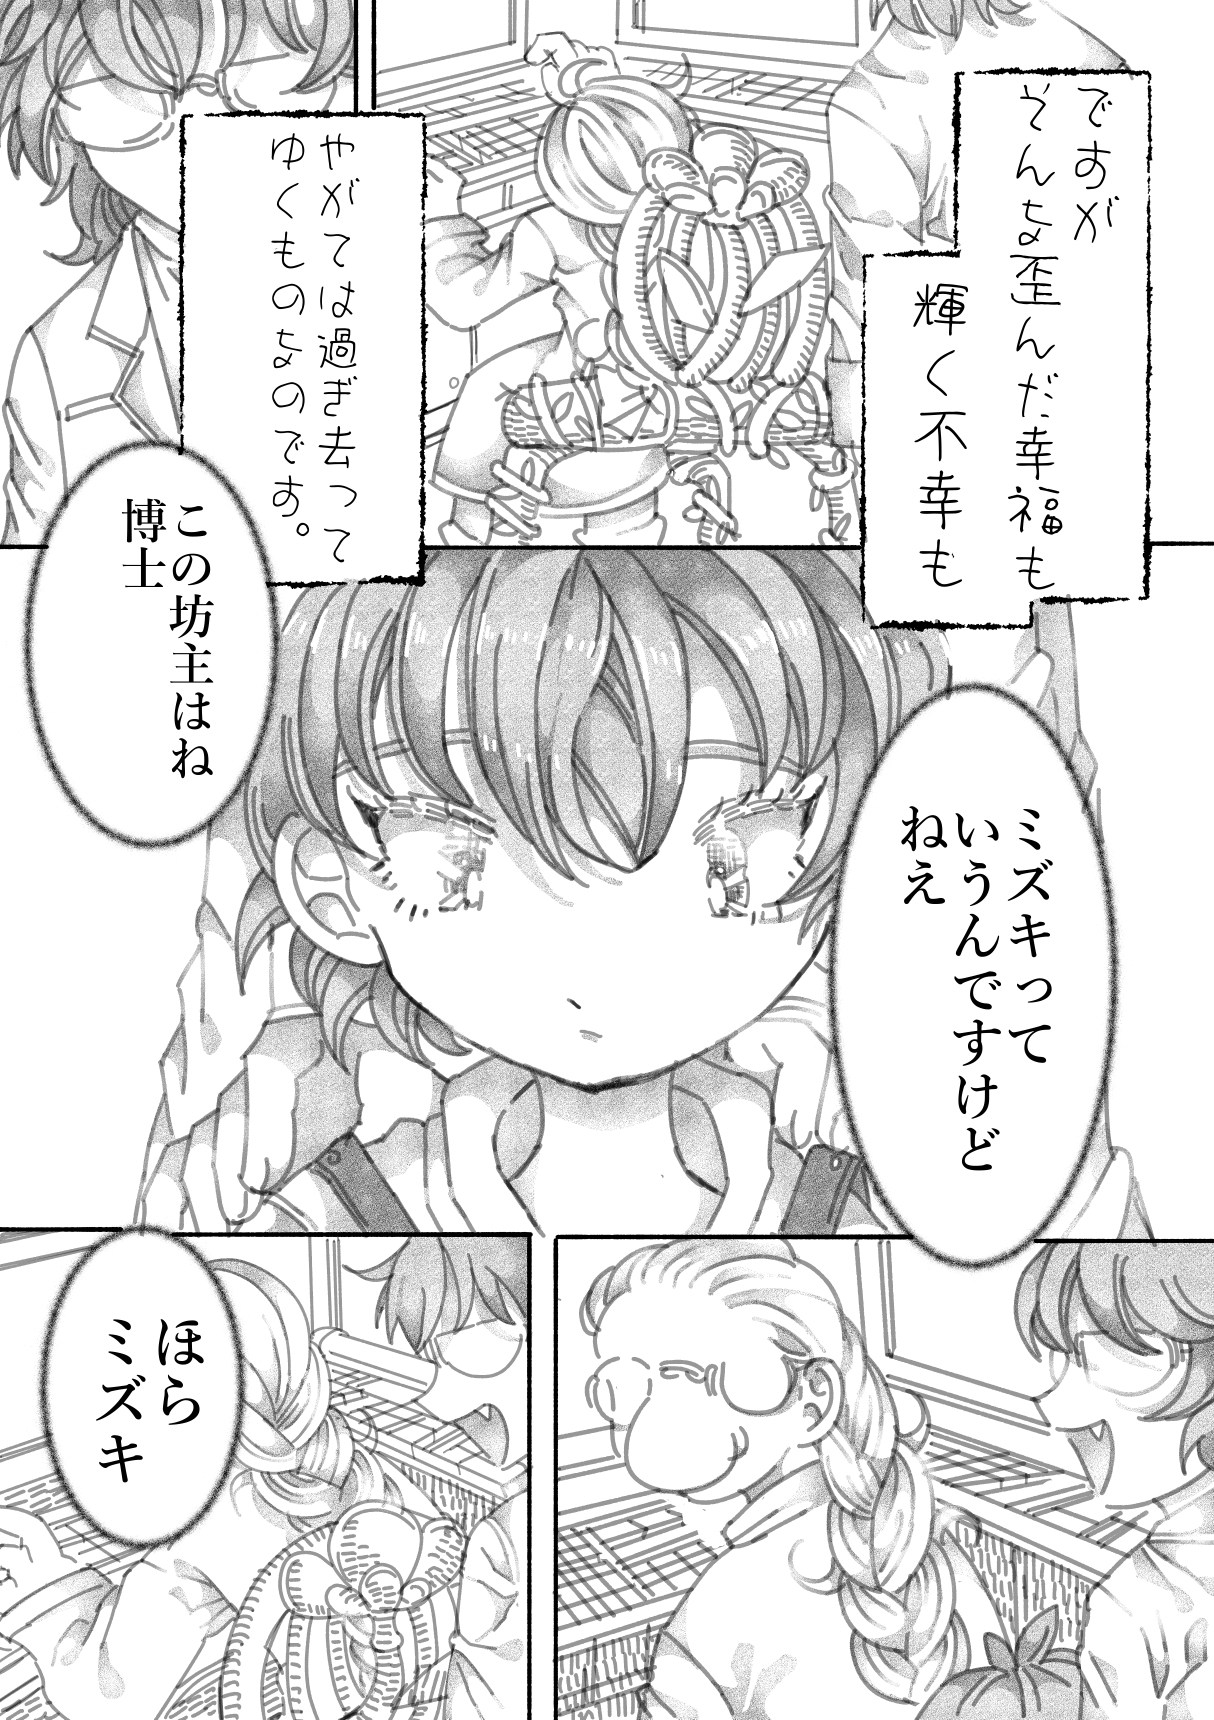 ですが
そんな歪んだ幸福も
輝く不幸も
やがては過ぎ去って
ゆくものなのです。
この坊主はね
博士
ミズキって
いうんですけど
ねえ
ほら
ミズキ